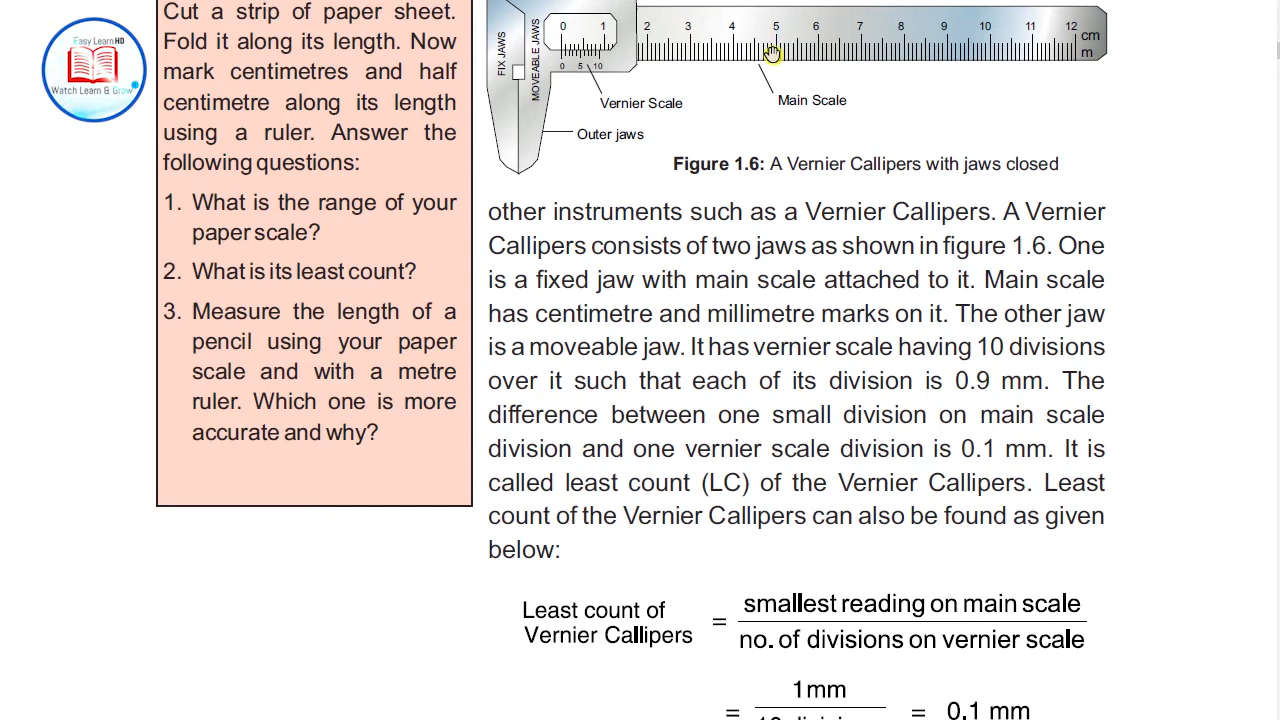 Cut a strip of paper sheet.
Fold it along its length. Now
mark centimetres and half
centimetre along its length
using a ruler. Answer the
following questions:
1. What is the range of your
paper scale?
2. What is its least count?
3. Measure the length of a
pencil using your paper
scale and with a metre
ruler. Which one is more
accurate and why?
Easy Learn HD
Watch Learn & Grow
FIX JAWS
MOVEABLE JAWS
0 1 2 3 4 5 6 7 8 9 10 11 12 cm
m
0 5 10
Vernier Scale
Main Scale
Outer jaws
Figure 1.6: A Vernier Callipers with jaws closed
other instruments such as a Vernier Callipers. A Vernier
Callipers consists of two jaws as shown in figure 1.6. One
is a fixed jaw with main scale attached to it. Main scale
has centimetre and millimetre marks on it. The other jaw
is a moveable jaw. It has vernier scale having 10 divisions
over it such that each of its division is 0.9 mm. The
difference between one small division on main scale
division and one vernier scale division is 0.1 mm. It is
called least count (LC) of the Vernier Callipers. Least
count of the Vernier Callipers can also be found as given
below:
Least count of
Vernier Callipers
= smallest reading on main scale
no. of divisions on vernier scale
= 1mm
= 0.1 mm